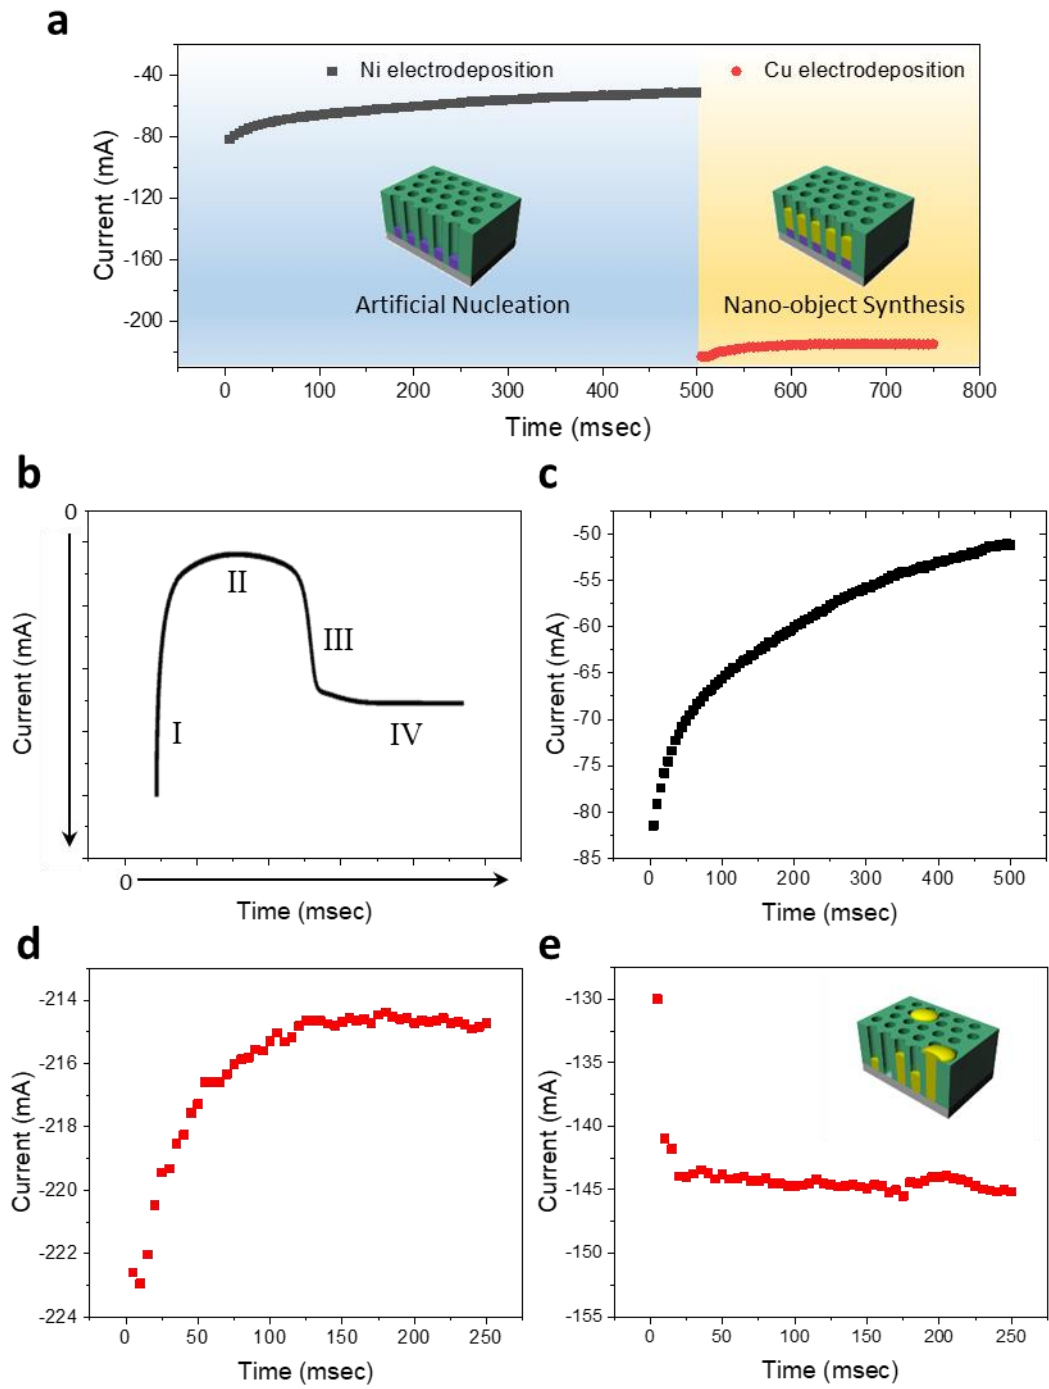 a
Ni electrodeposition
Cu electrodeposition
-40
-80
-120
-160
-200
Current (mA)
Artificial Nucleation
Nano-object Synthesis
0 100 200 300 400 500 600 700 800
Time (msec)
b
0
Current (mA)
I
II
III
IV
0
Time (msec)
c
-50
-55
-60
-65
-70
-75
-80
-85
Current (mA)
0 100 200 300 400 500
Time (msec)
d
-214
-216
-218
-220
-222
-224
Current (mA)
0 50 100 150 200 250
Time (msec)
e
-130
-135
-140
-145
-150
-155
Current (mA)
0 50 100 150 200 250
Time (msec)